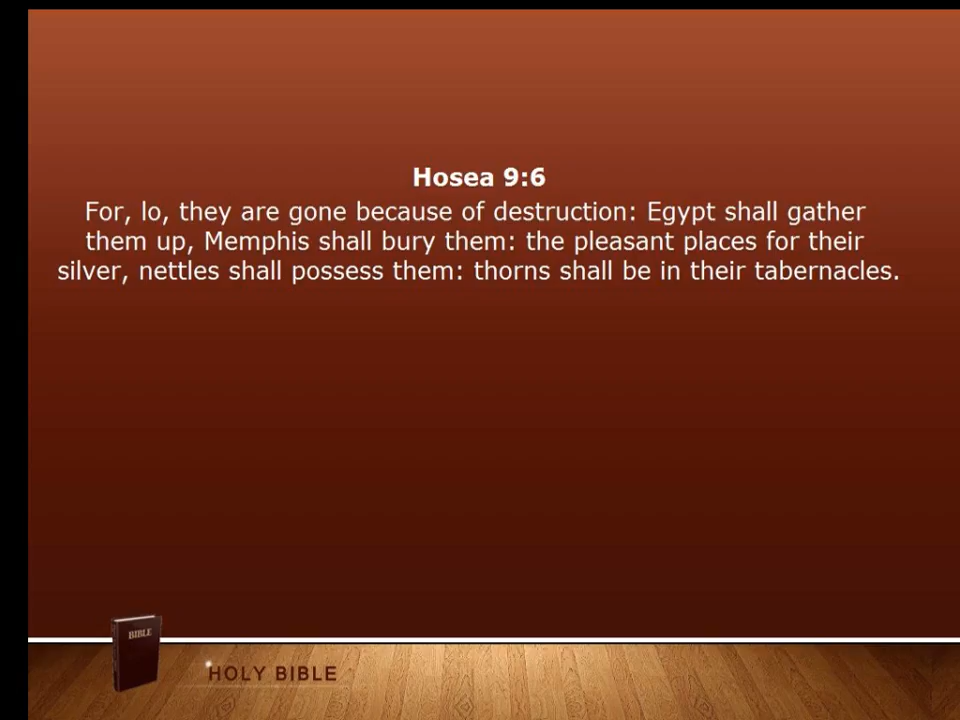 Hosea 9:6
For, lo, they are gone because of destruction: Egypt shall gather
them up, Memphis shall bury them: the pleasant places for their
silver, nettles shall possess them: thorns shall be in their tabernacles.
BIBLE
HOLY BIBLE